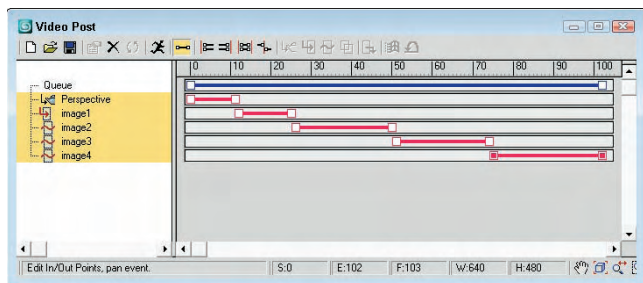 Video Post
0 10 20 30 40 50 60 70 80 90 100
Queue
Perspective
image1
image2
image3
image4
Edit In/Out Points, pan event. S:0 E:102 F:103 W:640 H:480